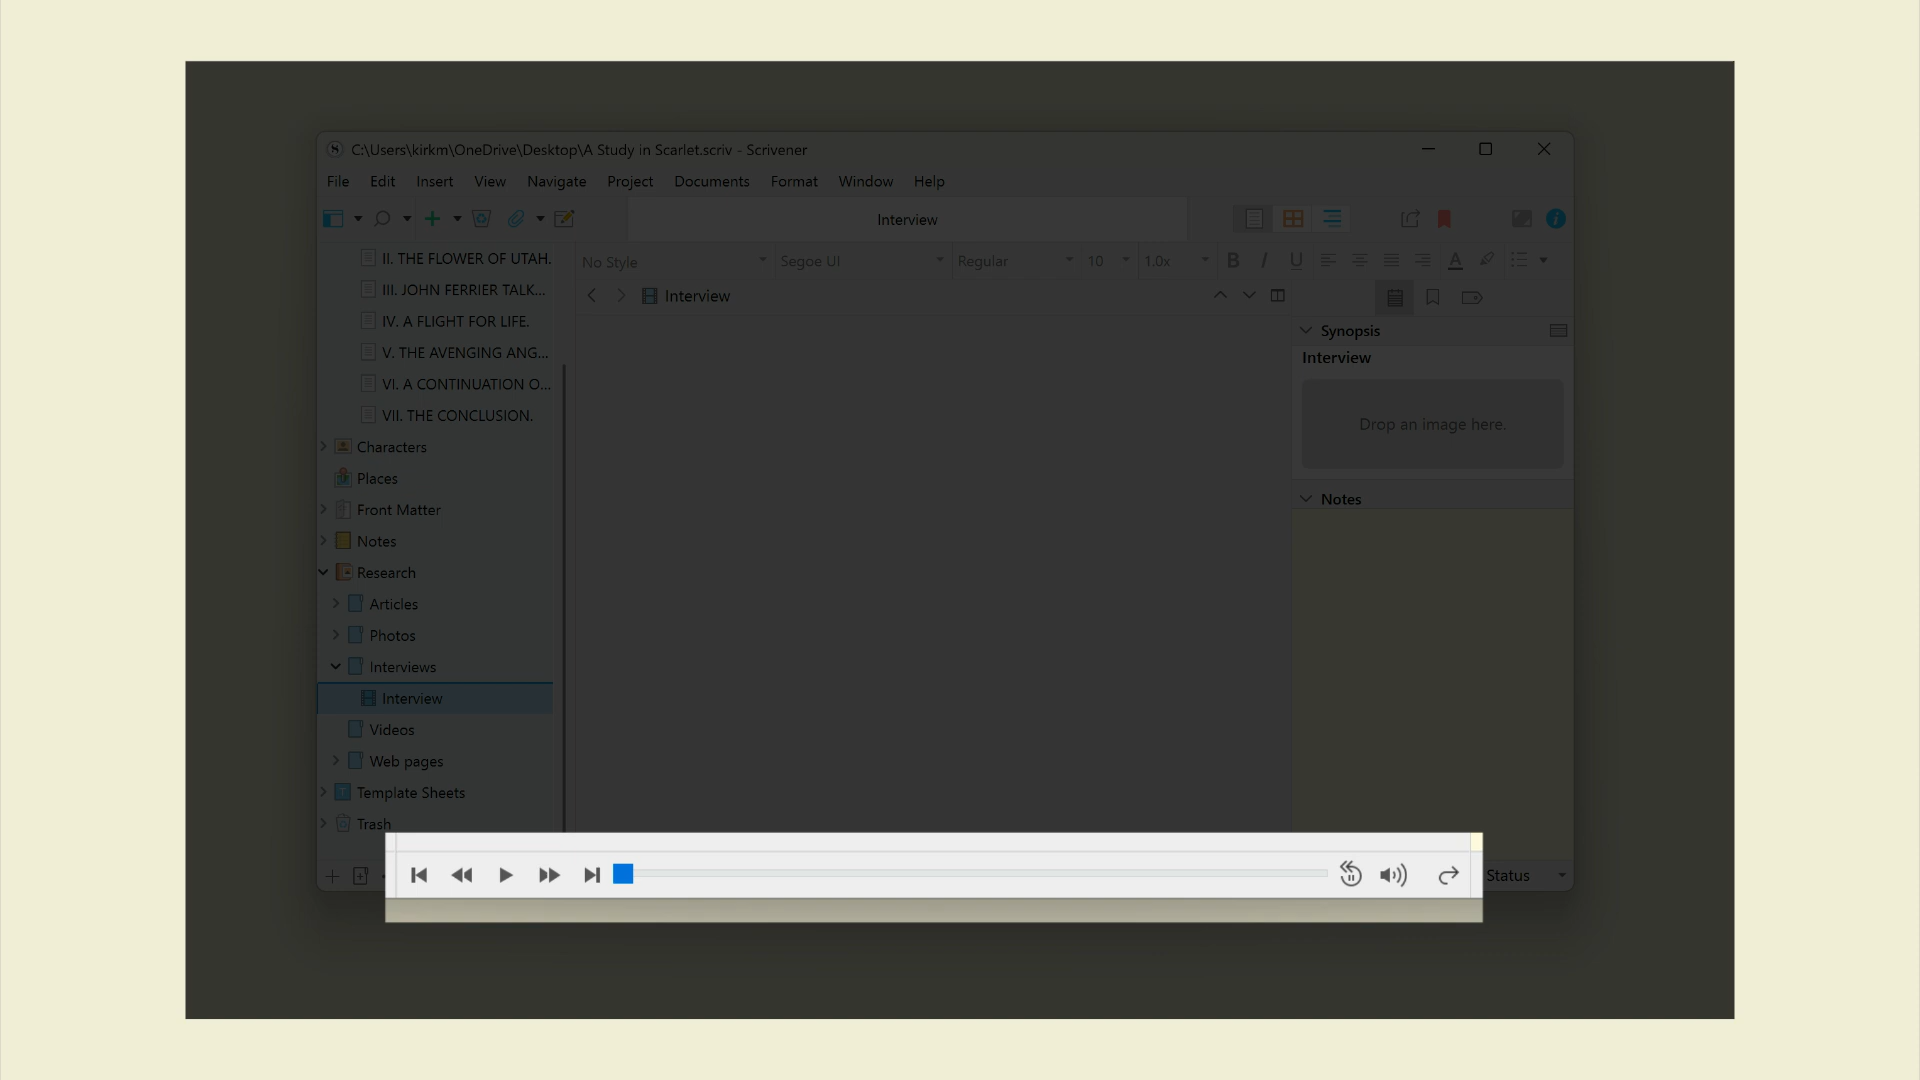 C:\Users\kirkm\OneDrive\Desktop\A Study in Scarlet.scriv - Scrivener
File Edit Insert View Navigate Project Documents Format Window Help
Interview
No Style Segoe UI Regular 10 1.0x B I U A
Interview
II. THE FLOWER OF UTAH.
III. JOHN FERRIER TALK...
IV. A FLIGHT FOR LIFE.
V. THE AVENGING ANG...
VI. A CONTINUATION O...
VII. THE CONCLUSION.
Characters
Places
Front Matter
Notes
Research
Articles
Photos
Interviews
Interview
Videos
Web pages
Template Sheets
Trash
Synopsis
Interview
Drop an image here.
Notes
Status